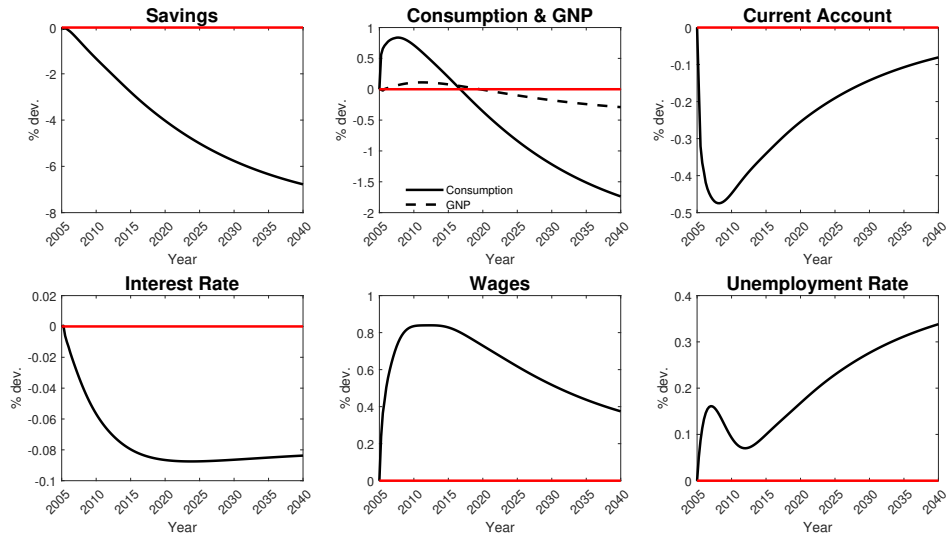 Savings
0
-2
-4
-6
-8
% dev.
2005 2010 2015 2020 2025 2030 2035 2040
Year
Consumption & GNP
1
0.5
0
-0.5
-1
-1.5
-2
% dev.
Consumption
GNP
2005 2010 2015 2020 2025 2030 2035 2040
Year
Current Account
0
-0.1
-0.2
-0.3
-0.4
-0.5
% dev.
2005 2010 2015 2020 2025 2030 2035 2040
Year
Interest Rate
0.02
0
-0.02
-0.04
-0.06
-0.08
-0.1
% dev.
2005 2010 2015 2020 2025 2030 2035 2040
Year
Wages
1
0.8
0.6
0.4
0.2
0
% dev.
2005 2010 2015 2020 2025 2030 2035 2040
Year
Unemployment Rate
0.4
0.3
0.2
0.1
0
% dev.
2005 2010 2015 2020 2025 2030 2035 2040
Year